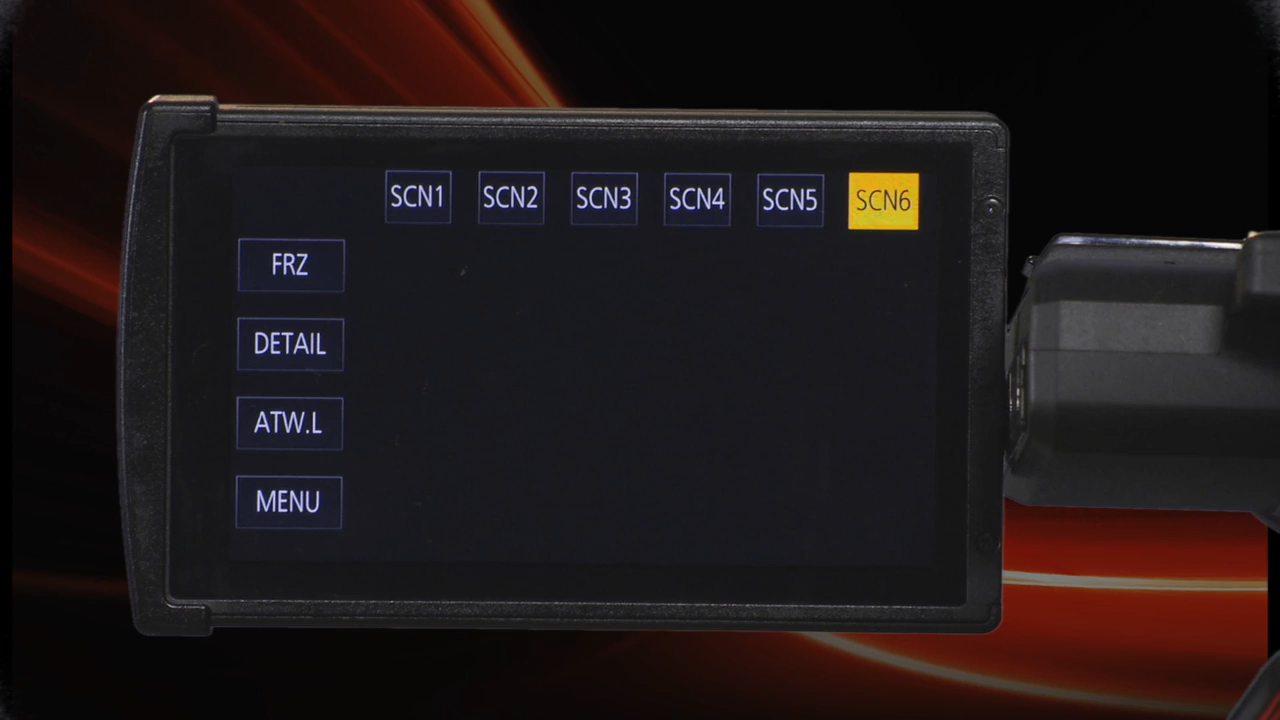 SCN1 SCN2 SCN3 SCN4 SCN5 SCN6
FRZ
DETAIL
ATW.L
MENU